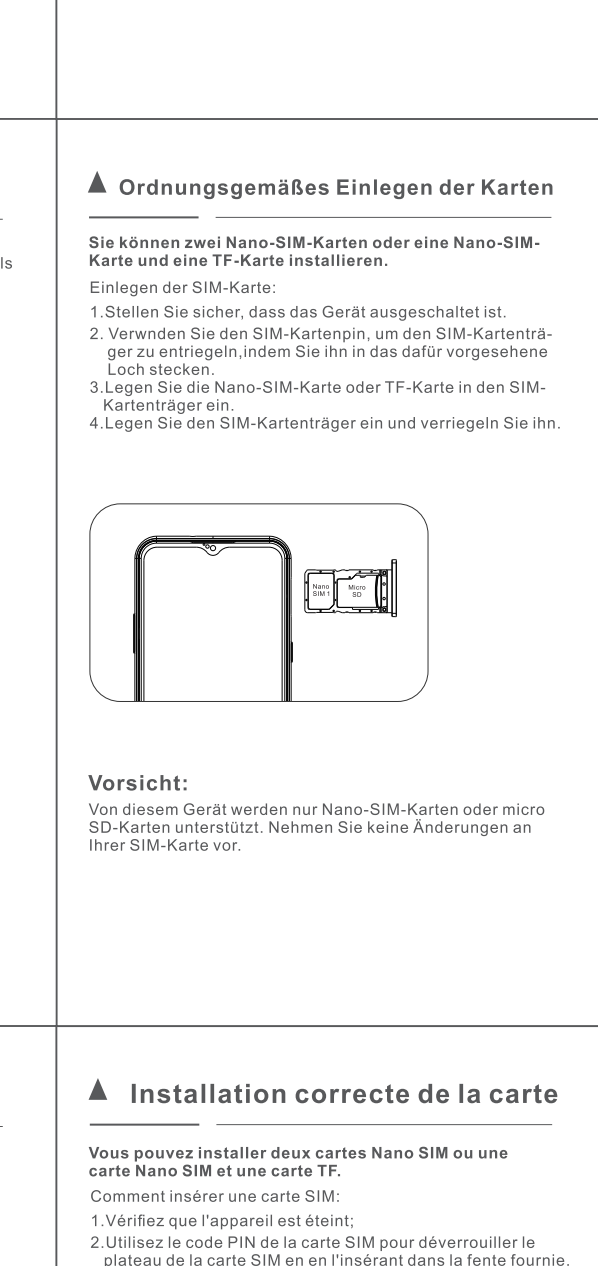 ls
Ordnungsgemäßes Einlegen der Karten
Sie können zwei Nano-SIM-Karten oder eine Nano-SIM-
Karte und eine TF-Karte installieren.
Einlegen der SIM-Karte:
1.Stellen Sie sicher, dass das Gerät ausgeschaltet ist.
2. Verwnden Sie den SIM-Kartenpin, um den SIM-Kartenträ-
ger zu entriegeln,indem Sie ihn in das dafür vorgesehene
Loch stecken.
3.Legen Sie die Nano-SIM-Karte oder TF-Karte in den SIM-
Kartenträger ein.
4.Legen Sie den SIM-Kartenträger ein und verriegeln Sie ihn.
Nano
SIM 1
Micro
SD
Vorsicht:
Von diesem Gerät werden nur Nano-SIM-Karten oder micro
SD-Karten unterstützt. Nehmen Sie keine Änderungen an
Ihrer SIM-Karte vor.
Installation correcte de la carte
Vous pouvez installer deux cartes Nano SIM ou une
carte Nano SIM et une carte TF.
Comment insérer une carte SIM:
1.Vérifiez que l'appareil est éteint;
2.Utilisez le code PIN de la carte SIM pour déverrouiller le
plateau de la carte SIM en en l'insérant dans la fente fournie.